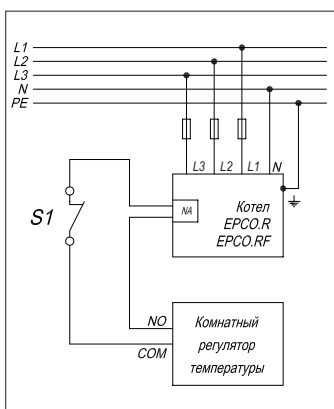 L1
L2
L3
N
PE
L3 L2 L1 N
NA
Котел
EPCO.R
EPCO.RF
S1
NO
COM
Комнатный
регулятор
температуры